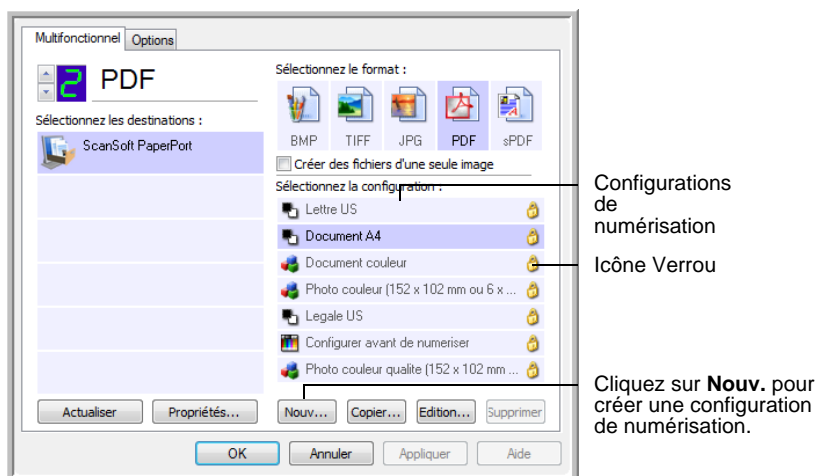 Multifonctionnel Options
2 PDF
Sélectionnez les destinations :
ScanSoft PaperPort
Actualiser Propriétés...
Sélectionnez le format :
BMP TIFF JPG PDF sPDF
Créer des fichiers d'une seule image
Sélectionnez la configuration :
Lettre US
Document A4
Document couleur
Photo couleur (152 x 102 mm ou 6 x ...
Legale US
Configurer avant de numeriser
Photo couleur qualite (152 x 102 mm ...
Nouv... Copier... Edition... Supprimer
OK Annuler Appliquer Aide
Configurations
de
numérisation
Icône Verrou
Cliquez sur Nouv. pour
créer une configuration
de numérisation.